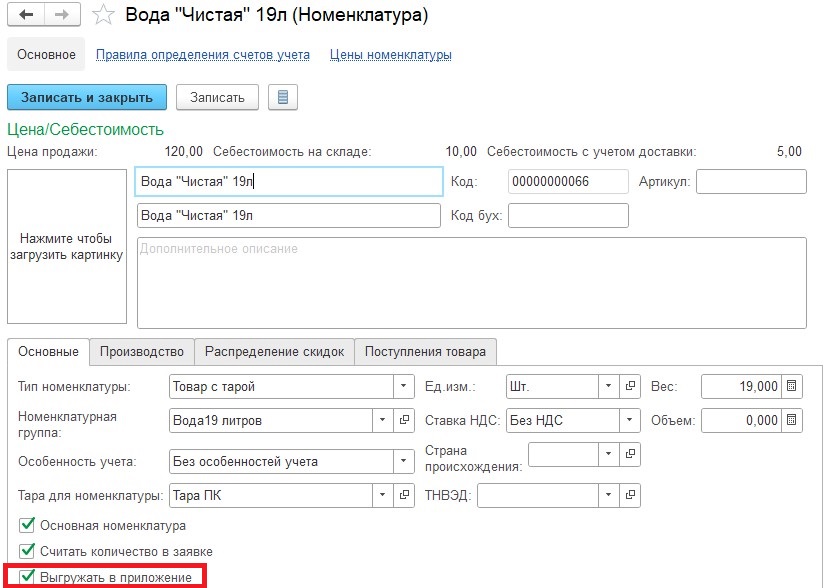 Вода "Чистая" 19л (Номенклатура)
Основное Правила определения счетов учета Цены номенклатуры
Записать и закрыть Записать
Цена/Себестоимость
Цена продажи: 120,00 Себестоимость на складе: 10,00 Себестоимость с учетом доставки: 5,00
Вода "Чистая" 19л Код: 00000000066 Артикул:
Вода "Чистая" 19л Код бух:
Нажмите чтобы
загрузить картинку
Дополнительное описание
Основные Производство Распределение скидок Поступления товара
Тип номенклатуры: Товар с тарой Ед.изм.: Шт. Вес: 19,000
Номенклатурная
группа: Вода19 литров Ставка НДС: Без НДС Объем: 0,000
Особенность учета: Без особенностей учета Страна
происхождения:
Тара для номенклатуры: Тара ПК ТНВЭД:
Основная номенклатура
Считать количество в заявке
Выгружать в приложение